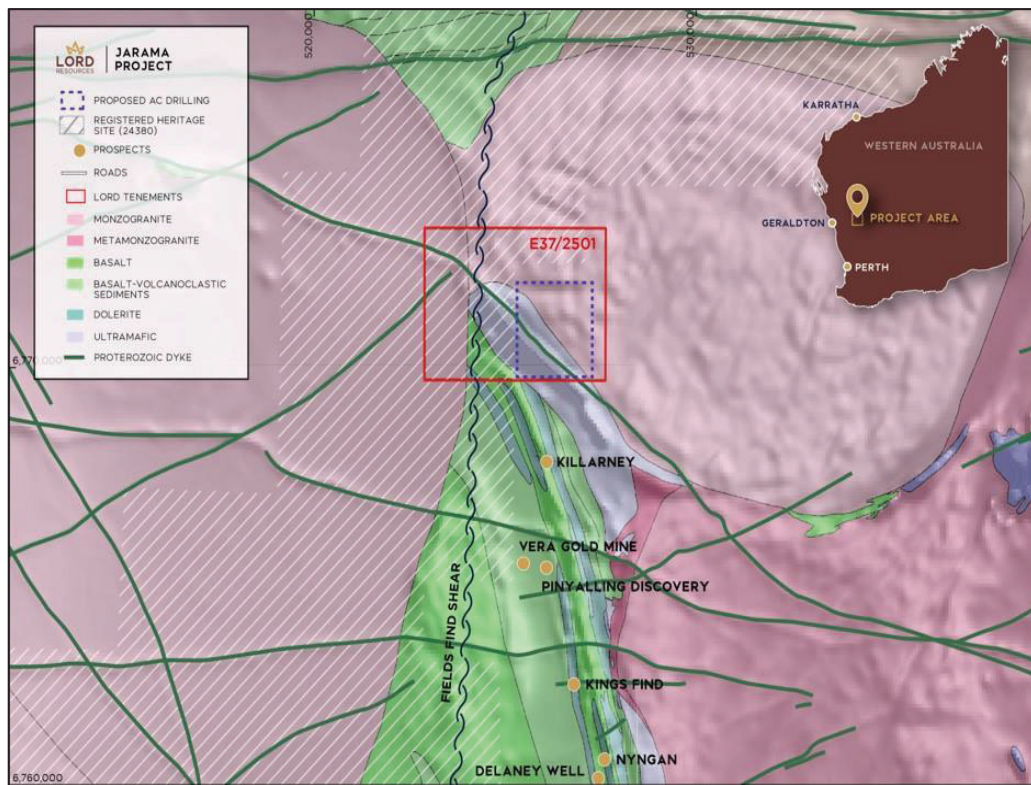 520,000
530,000
LORD
RESOURCES
JARAMA
PROJECT
PROPOSED AC DRILLING
REGISTERED HERITAGE
SITE (24380)
PROSPECTS
ROADS
LORD TENEMENTS
MONZOGRANITE
METAMONZOGRANITE
BASALT
BASALT-VOLCANOCLASTIC
SEDIMENTS
DOLERITE
ULTRAMAFIC
PROTEROZOIC DYKE
KARRATHA
WESTERN AUSTRALIA
GERALDTON
PROJECT AREA
PERTH
E37/2501
6,770,000
KILLARNEY
VERA GOLD MINE
PINYALLING DISCOVERY
FIELDS FIND SHEAR
KINGS FIND
NYNGAN
DELANEY WELL
6,760,000